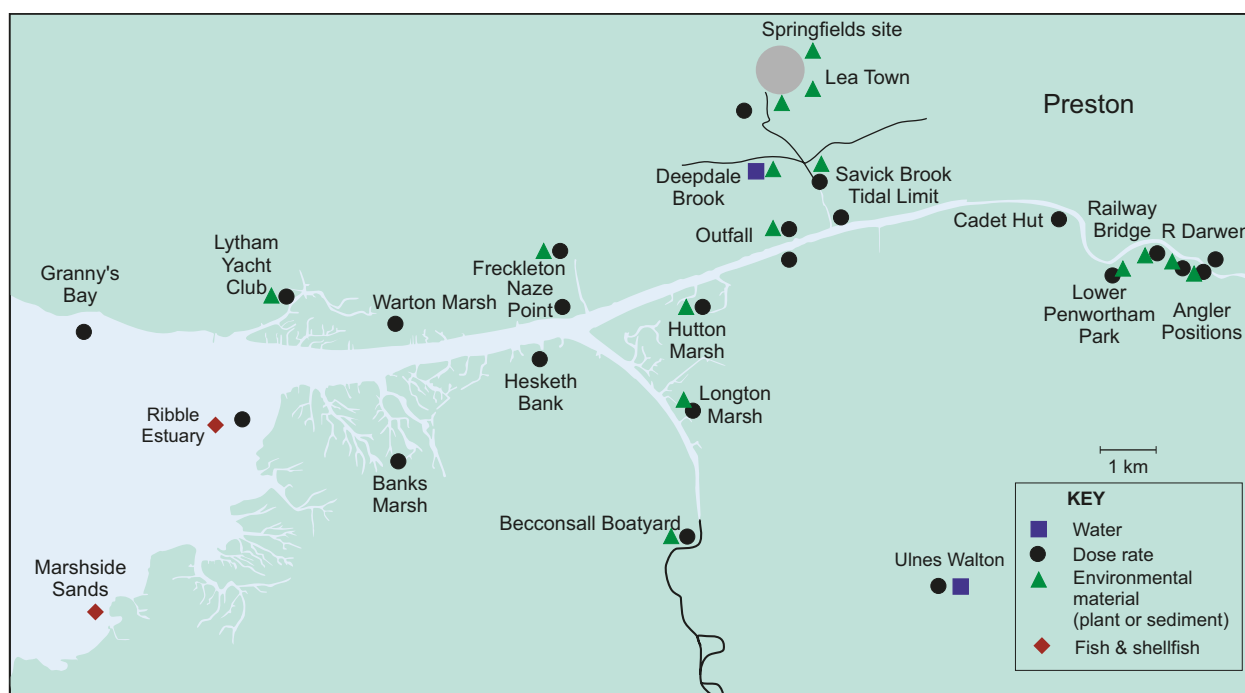 Springfields site
Lea Town
Preston
Deepdale
Brook
Savick Brook
Tidal Limit
Cadet Hut
Railway
Bridge
R Darwen
Outfall
Lytham
Yacht
Club
Granny's
Bay
Warton Marsh
Freckleton
Naze
Point
Hutton
Marsh
Lower
Penwortham
Park
Angler
Positions
Hesketh
Bank
Longton
Marsh
Ribble
Estuary
Banks
Marsh
1 km
Becconsall Boatyard
Ulnes Walton
Marshside
Sands
KEY
Water
Dose rate
Environmental
material
(plant or sediment)
Fish & shellfish